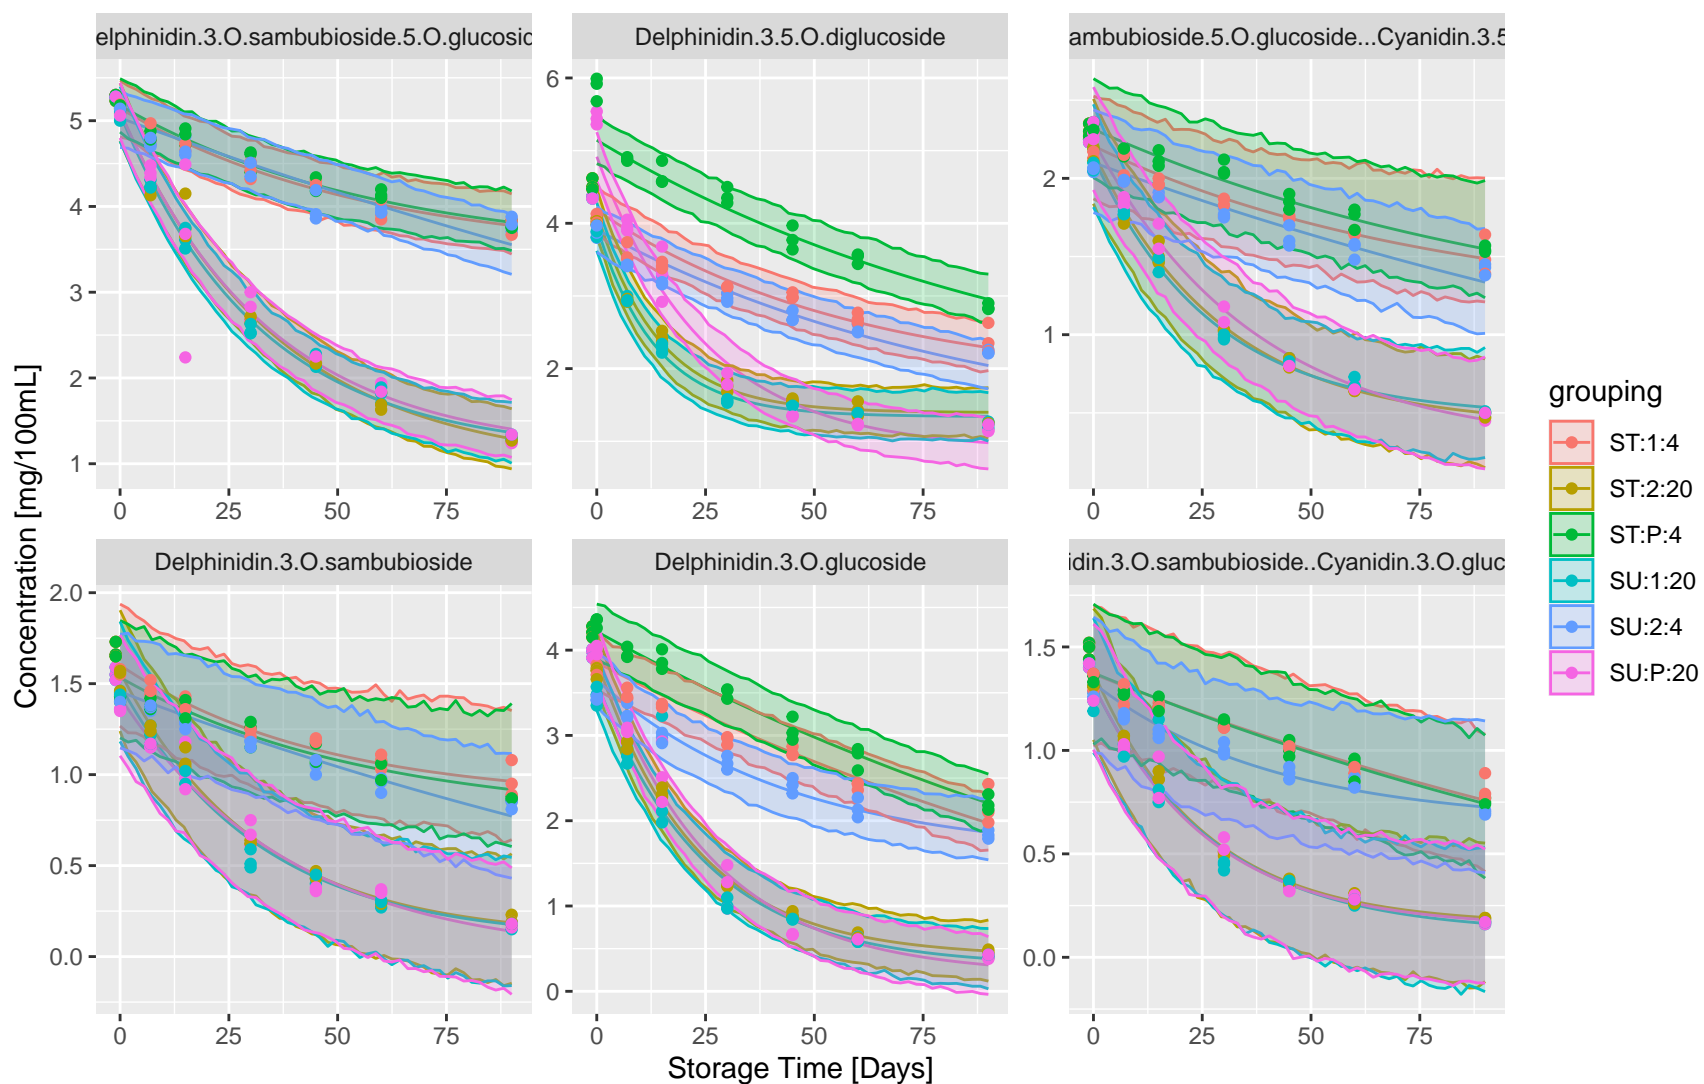 elphinidin.3.O.sambubioside.5.O.glucosid
Delphinidin.3.5.O.diglucoside
ambubioside.5.O.glucoside...Cyanidin.3.5
5
4
3
2
1
6
4
2
2
1
0 25 50 75
0 25 50 75
0 25 50 75
Delphinidin.3.O.sambubioside
Delphinidin.3.O.glucoside
idin.3.O.sambubioside..Cyanidin.3.O.gluc
2.0
1.5
1.0
0.5
0.0
4
3
2
1
0
1.5
1.0
0.5
0.0
0 25 50 75
0 25 50 75
0 25 50 75
Concentration [mg/100mL]
Storage Time [Days]
grouping
ST:1:4
ST:2:20
ST:P:4
SU:1:20
SU:2:4
SU:P:20